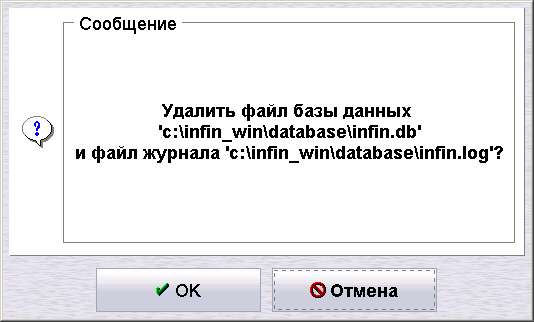 Сообщение
Удалить файл базы данных
'c:\infin_win\database\infin.db'
и файл журнала 'c:\infin_win\database\infin.log'?
OK
Отмена